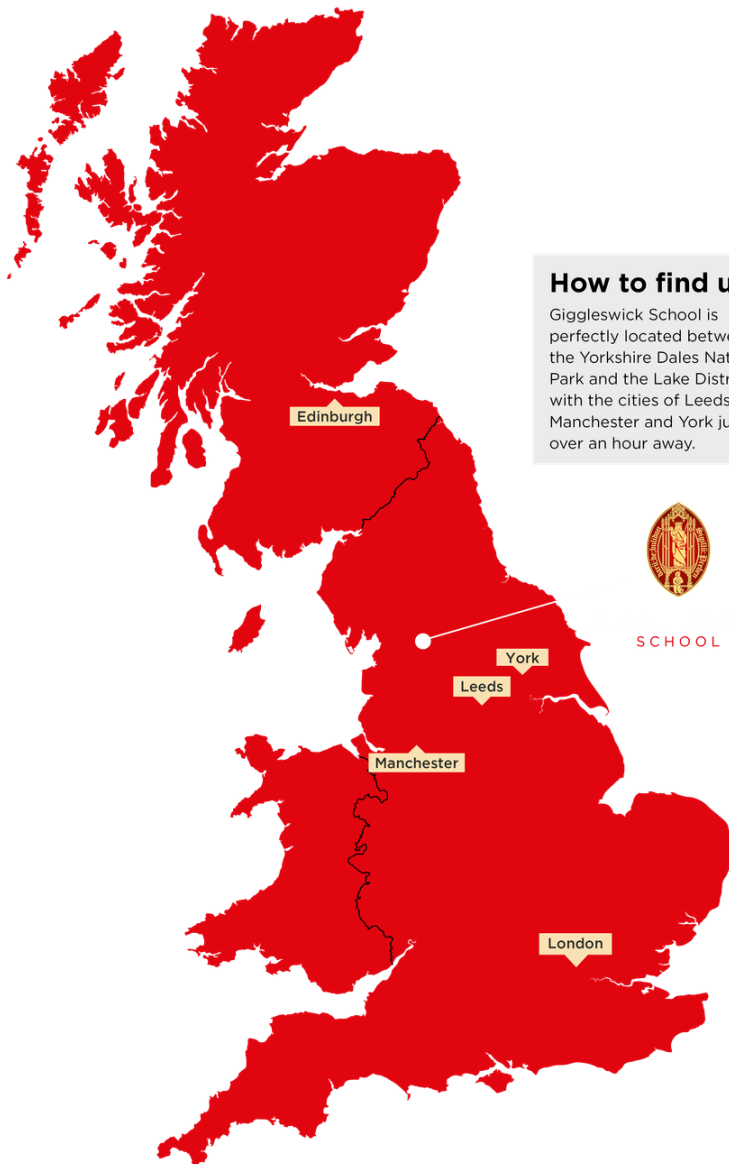 How to find u
Giggleswick School is
perfectly located betwe
the Yorkshire Dales Nat
Park and the Lake Distr
with the cities of Leeds
Manchester and York ju
over an hour away.
Edinburgh
SCHOOL
York
Leeds
Manchester
London